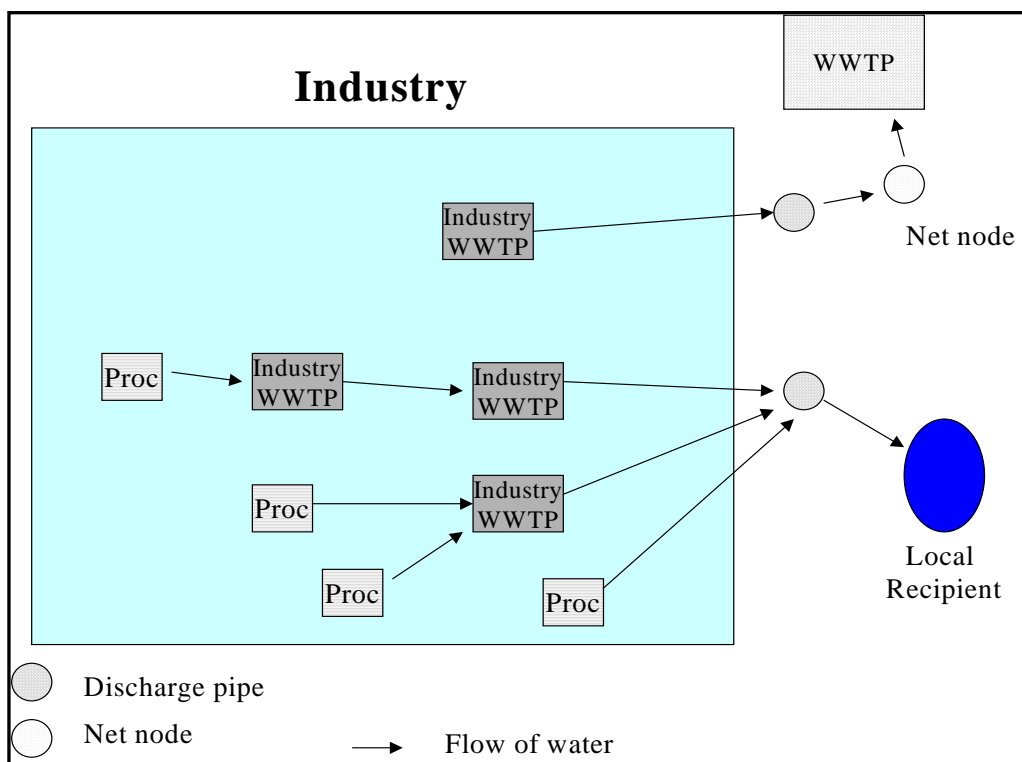 WWTP
Industry
Industry
WWTP
Net node
Proc
Industry
WWTP
Industry
WWTP
Proc
Industry
WWTP
Proc
Proc
Local
Recipient
Discharge pipe
Net node
Flow of water